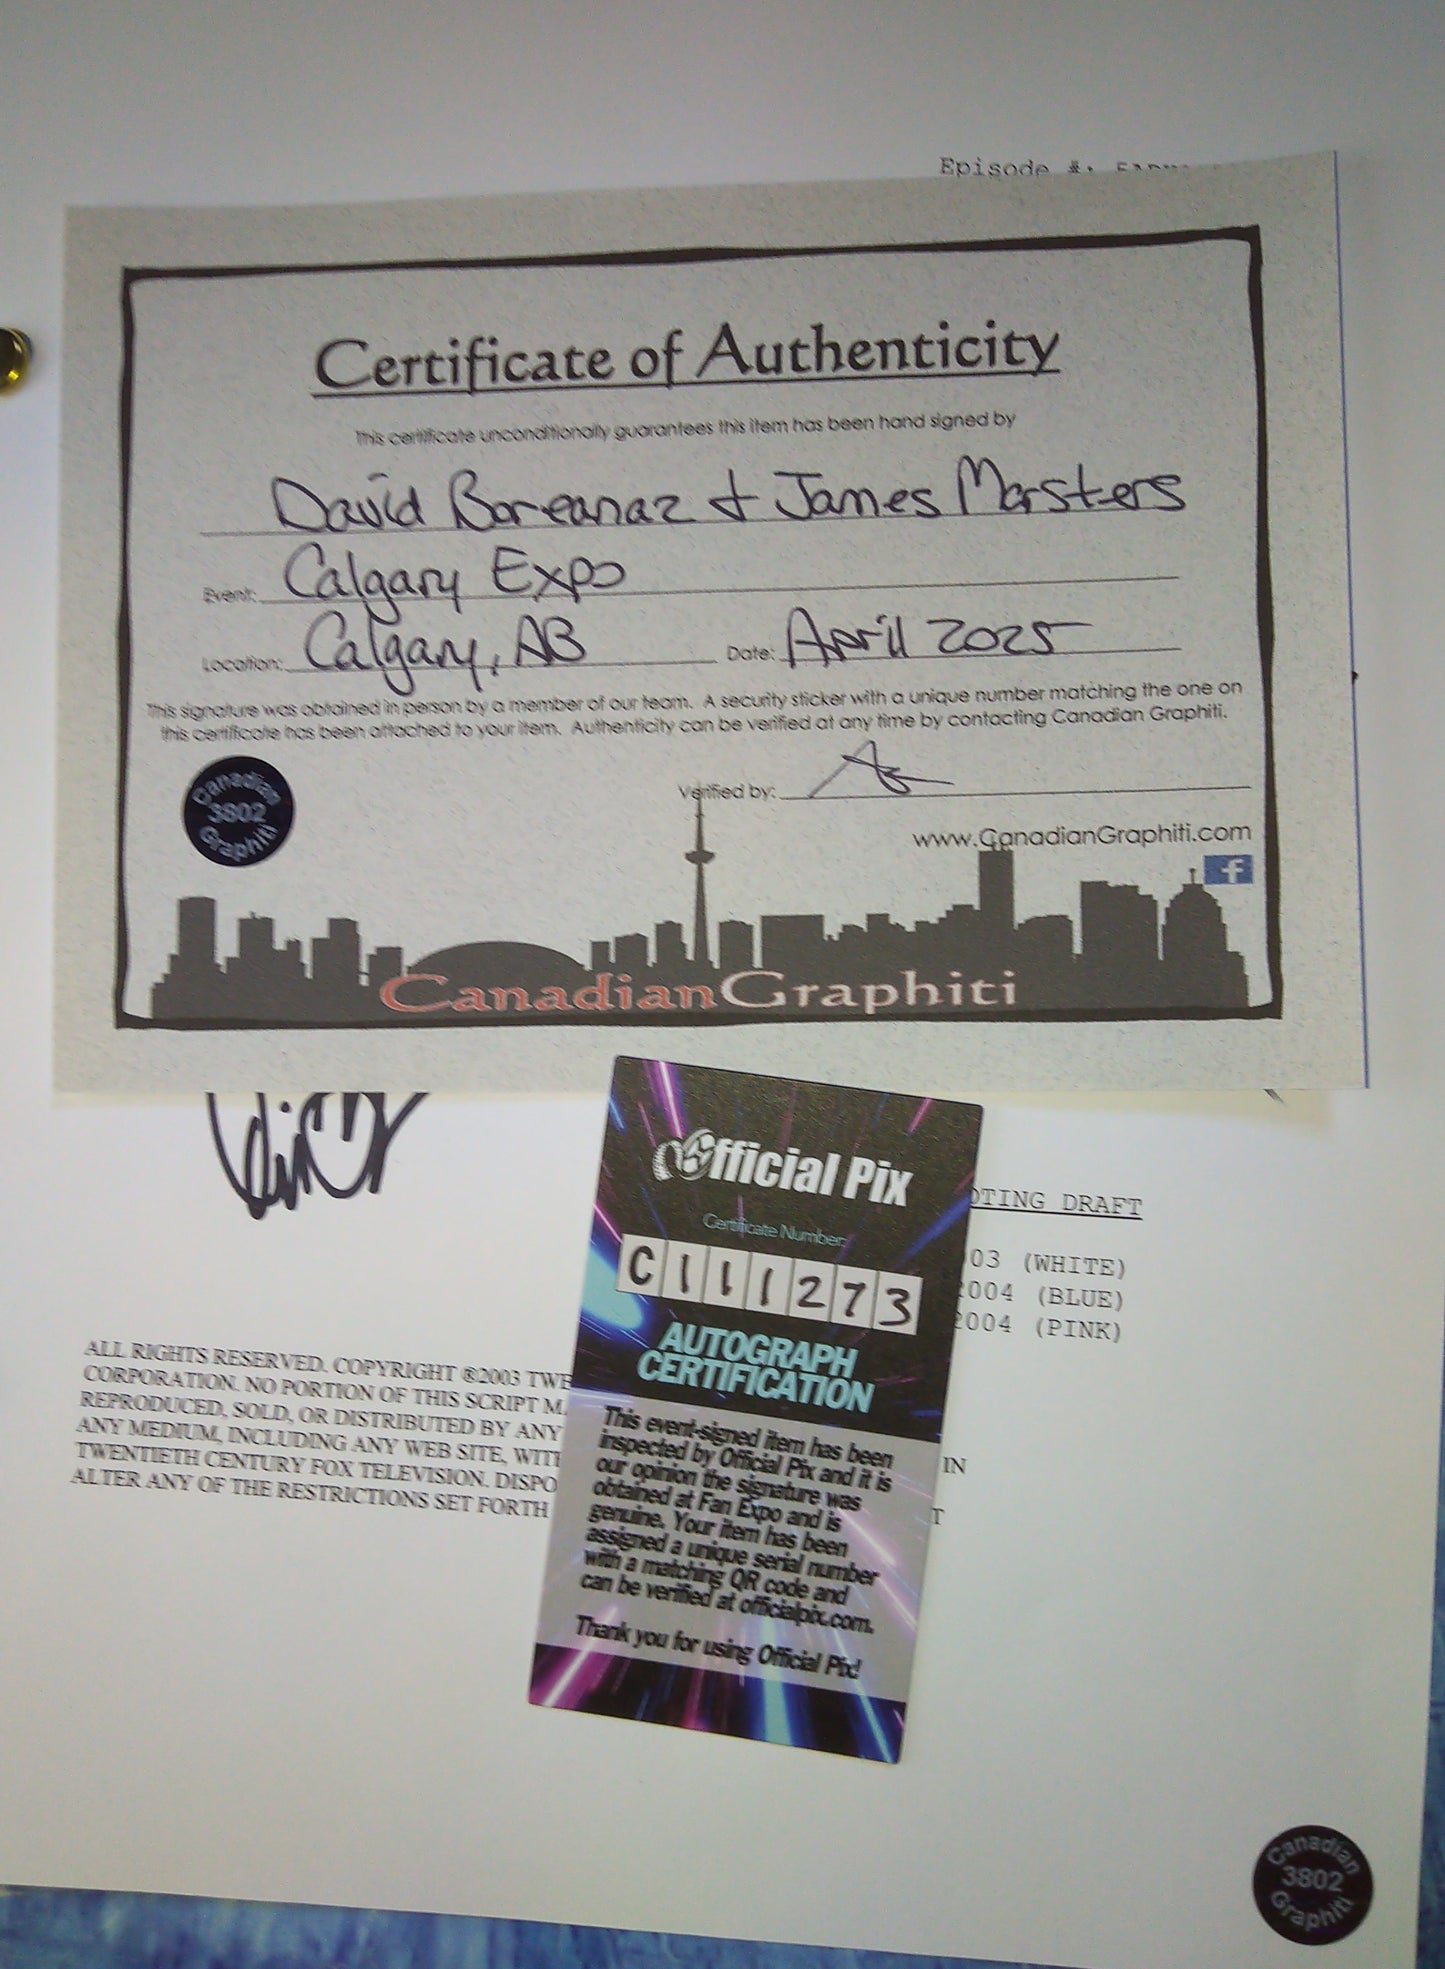 Episode #:
Certificate of Authenticity
This certificate unconditionally guarantees this item has been hand signed by
David Boreanaz + James Marsters
Event: Calgary Expo
Location: Calgary, AB Date: April 2025
This signature was obtained in person by a member of our team. A security sticker with a unique number matching the one on
this certificate has been attached to your item. Authenticity can be verified at any time by contacting Canadian Graphiti.
Verified by:
Canadian
3802
Graphiti
www.CanadianGraphiti.com
f
CanadianGraphiti
Official Pix
Certificate Number:
C111273
AUTOGRAPH
CERTIFICATION
This event-signed item has been
inspected by Official Pix and it is
our opinion the signature was
obtained at Fan Expo and is
genuine. Your item has been
assigned a unique serial number
with a matching QR code and
can be verified at officialpix.com.
Thank you for using Official Pix!
OTING DRAFT
03 (WHITE)
2004 (BLUE)
2004 (PINK)
ALL RIGHTS RESERVED. COPYRIGHT ®2003 TWE
CORPORATION. NO PORTION OF THIS SCRIPT MA
REPRODUCED, SOLD, OR DISTRIBUTED BY ANY
ANY MEDIUM, INCLUDING ANY WEB SITE, WITH IN
TWENTIETH CENTURY FOX TELEVISION. DISPO
ALTER ANY OF THE RESTRICTIONS SET FORTH T
Canadian
3802
Graphiti